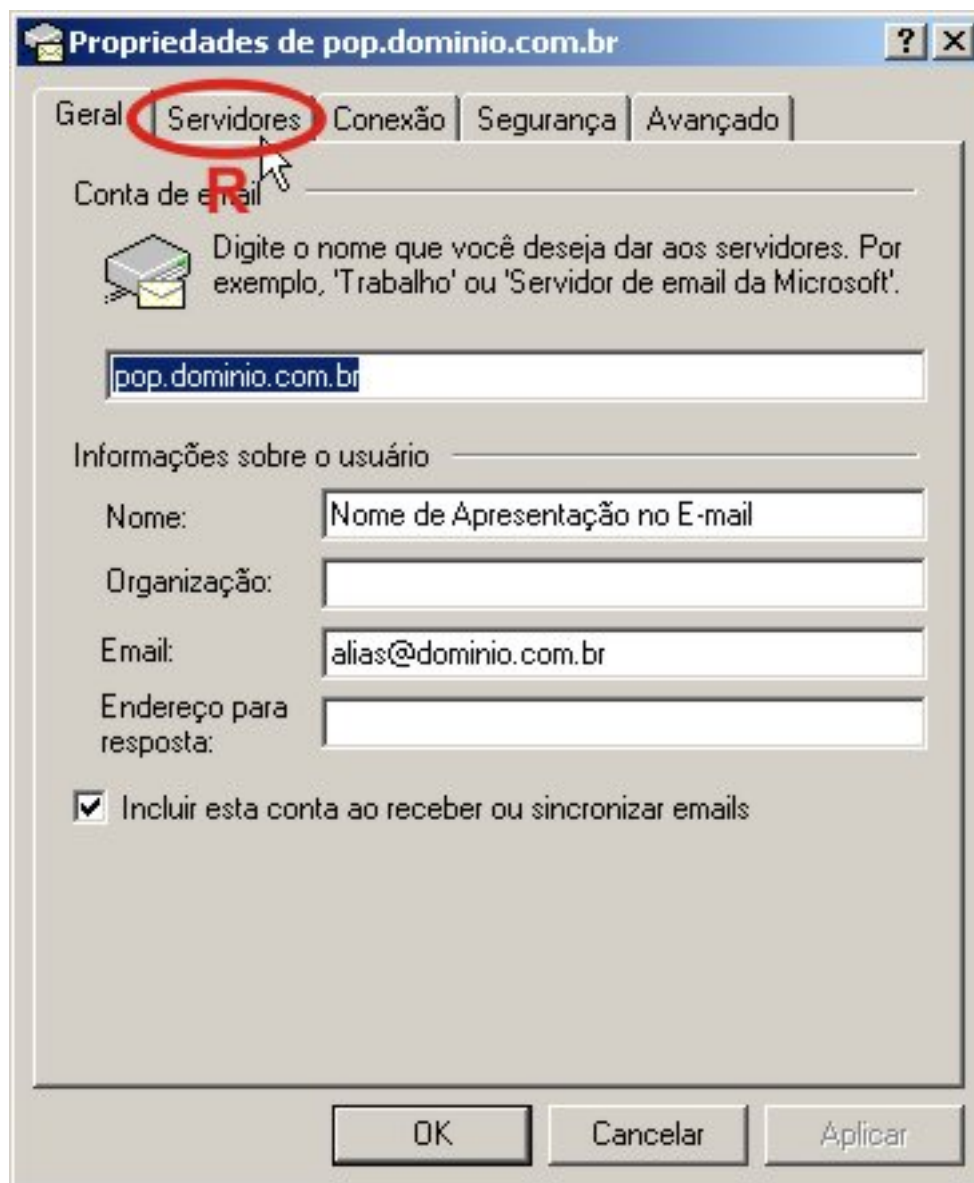 Propriedades de pop.dominio.com.br
Geral Servidores Conexão Segurança Avançado
R
Conta de email
Digite o nome que você deseja dar aos servidores. Por
exemplo, 'Trabalho' ou 'Servidor de email da Microsoft'.
pop.dominio.com.br
Informações sobre o usuário
Nome: Nome de Apresentação no E-mail
Organização:
Email: alias@dominio.com.br
Endereço para
resposta:
Incluir esta conta ao receber ou sincronizar emails
OK Cancelar Aplicar